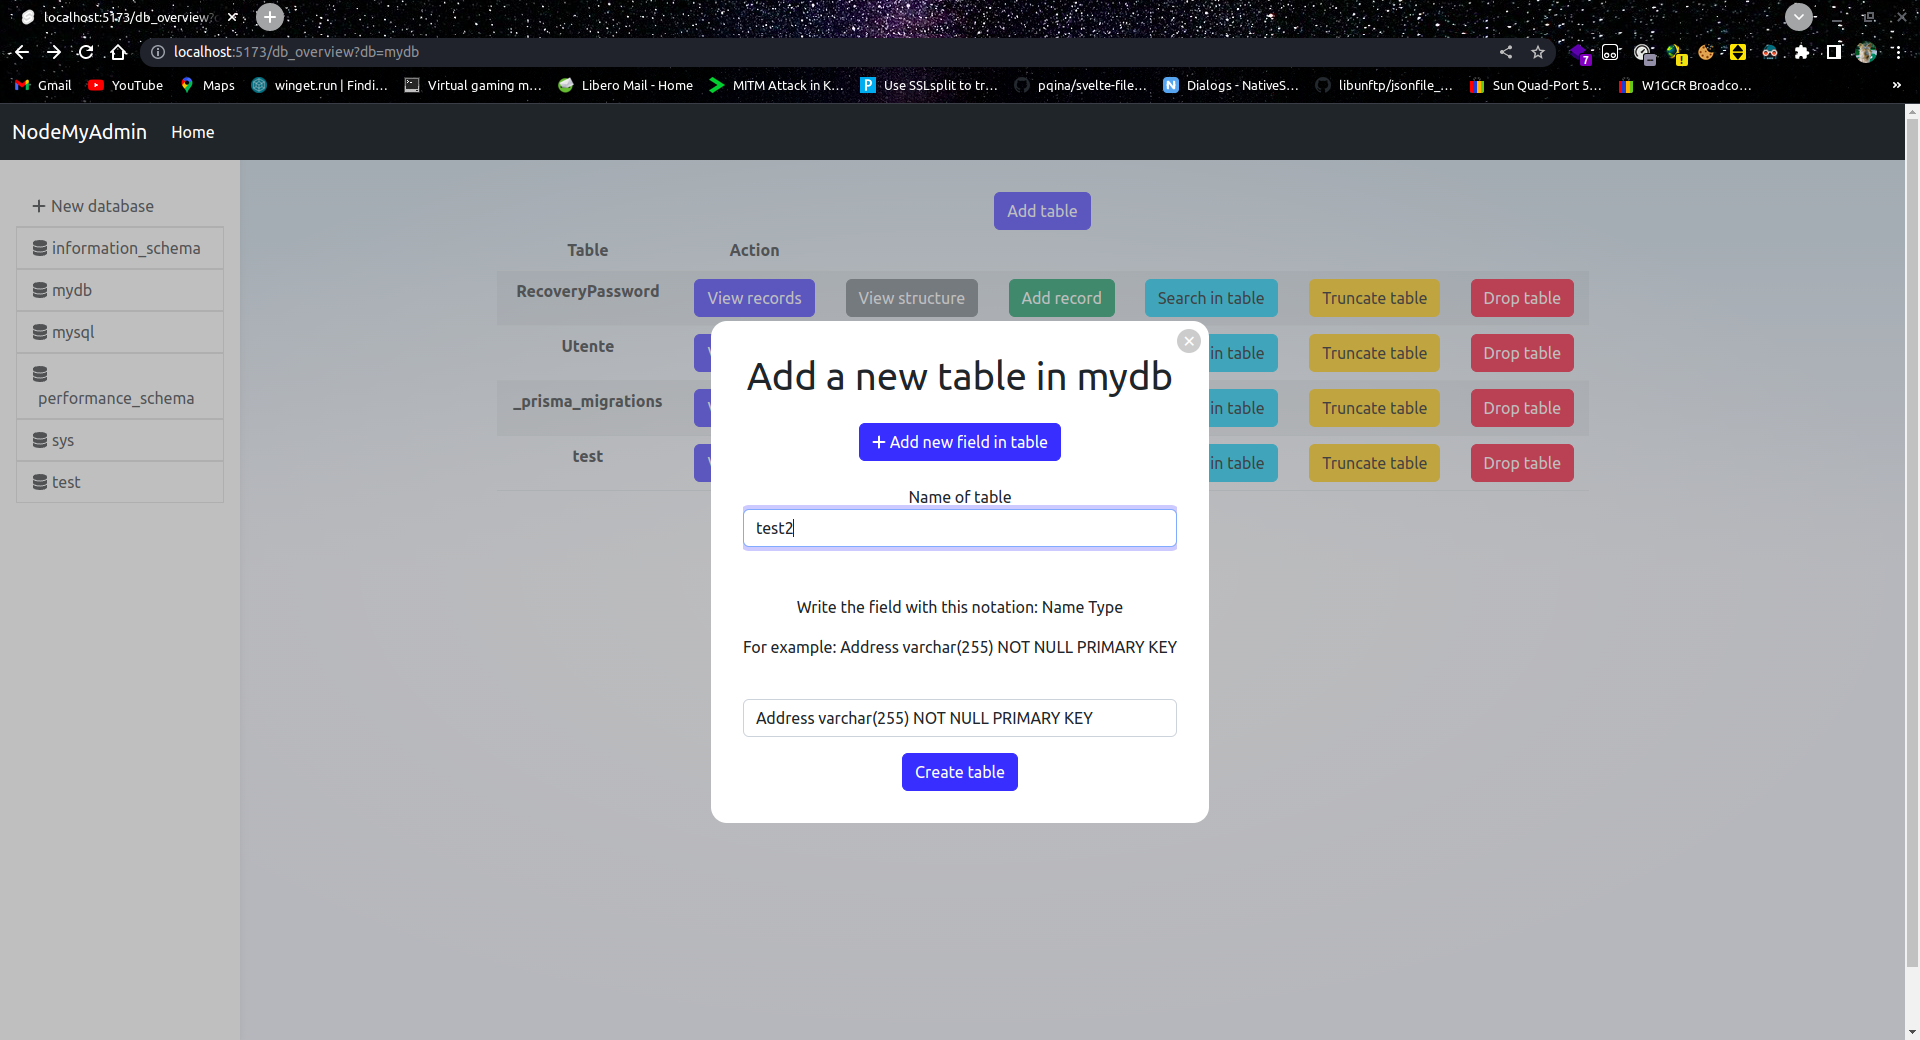 localhost:5173/db_overview?
localhost:5173/db_overview?db=mydb
7
Gmail YouTube Maps winget.run | Findi... Virtual gaming m... Libero Mail - Home MITM Attack in K... Use SSLsplit to tr... pqina/svelte-file... Dialogs - NativeS... libunftp/jsonfile_... Sun Quad-Port 5... W1GCR Broadco... »
NodeMyAdmin Home
+ New database
information_schema
mydb
mysql
performance_schema
sys
test
Add table
Table Action
RecoveryPassword View records View structure Add record Search in table Truncate table Drop table
Utente in table Truncate table Drop table
_prisma_migrations in table Truncate table Drop table
test in table Truncate table Drop table
Add a new table in mydb
+ Add new field in table
Name of table
test2
Write the field with this notation: Name Type
For example: Address varchar(255) NOT NULL PRIMARY KEY
Address varchar(255) NOT NULL PRIMARY KEY
Create table